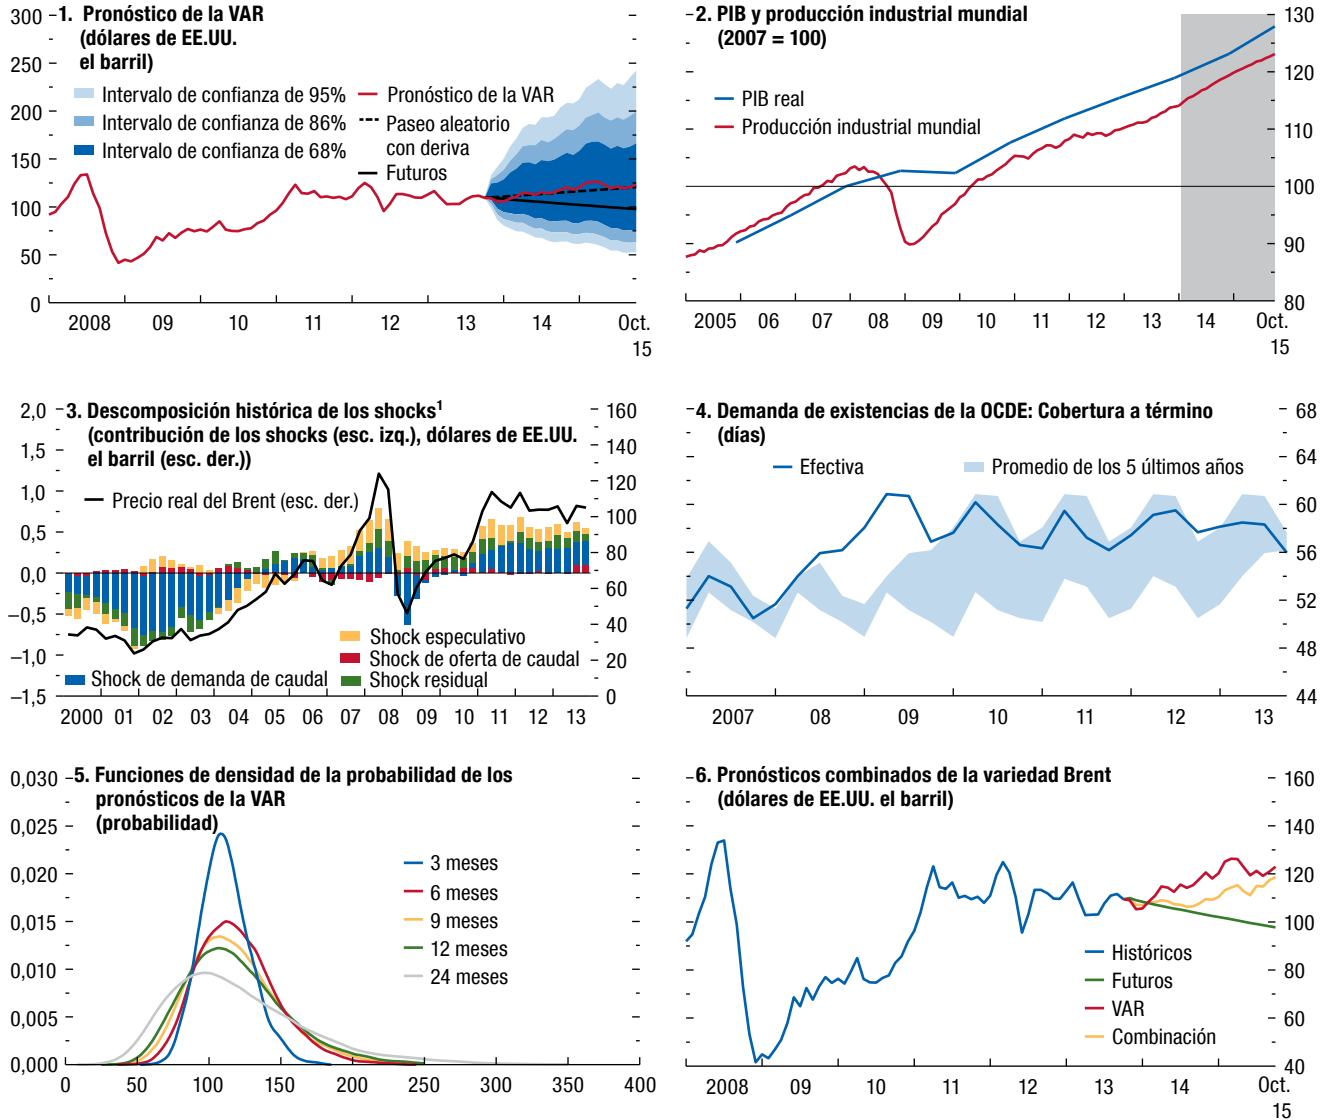 1. Pronóstico de la VAR
(dólares de EE.UU.
el barril)
300
250
200
150
100
50
0
Intervalo de confianza de 95%
Intervalo de confianza de 86%
Intervalo de confianza de 68%
Pronóstico de la VAR
Paseo aleatorio
con deriva
Futuros
2008 09 10 11 12 13 14 Oct.
15
2. PIB y producción industrial mundial
(2007 = 100)
PIB real
Producción industrial mundial
130
120
110
100
90
80
2005 06 07 08 09 10 11 12 13 14 Oct.
15
3. Descomposición histórica de los shocks1
(contribución de los shocks (esc. izq.), dólares de EE.UU.
el barril (esc. der.))
2,0
1,5
1,0
0,5
0,0
–0,5
–1,0
–1,5
Precio real del Brent (esc. der.)
Shock especulativo
Shock de oferta de caudal
Shock de demanda de caudal
Shock residual
160
140
120
100
80
60
40
20
0
2000 01 02 03 04 05 06 07 08 09 10 11 12 13
4. Demanda de existencias de la OCDE: Cobertura a término
(días)
Efectiva
Promedio de los 5 últimos años
68
64
60
56
52
48
44
2007 08 09 10 11 12 13
5. Funciones de densidad de la probabilidad de los
pronósticos de la VAR
(probabilidad)
0,030
0,025
0,020
0,015
0,010
0,005
0,000
3 meses
6 meses
9 meses
12 meses
24 meses
0 50 100 150 200 250 300 350 400
6. Pronósticos combinados de la variedad Brent
(dólares de EE.UU. el barril)
160
140
120
100
80
60
40
Históricos
Futuros
VAR
Combinación
2008 09 10 11 12 13 14 Oct.
15